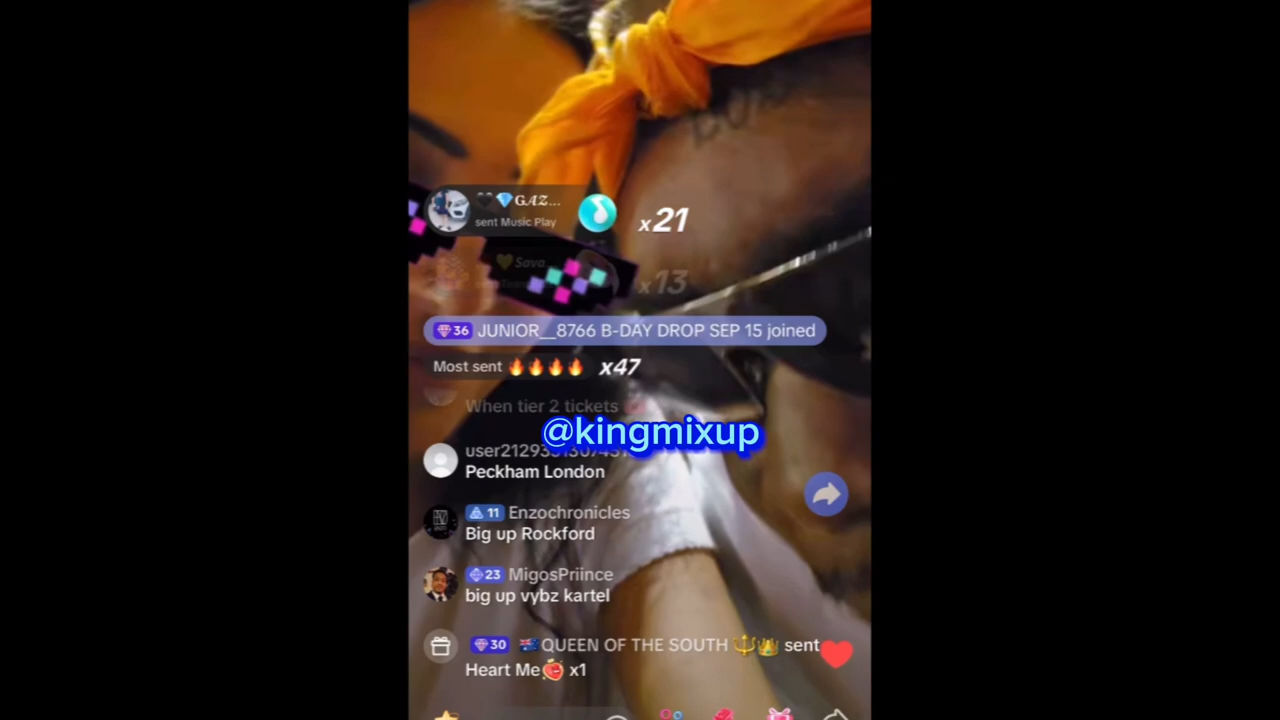 🖤💎GAZ...
sent Music Play
x21
💛Sava...
x13
36 JUNIOR__8766 B-DAY DROP SEP 15 joined
Most sent 🔥🔥🔥🔥 x47
When tier 2 tickets
@kingmixup
Peckham London
11 Enzochronicles
Big up Rockford
23 MigosPriince
big up vybz kartel
30 🇦🇺QUEEN OF THE SOUTH 🔱👑 sent
Heart Me x1